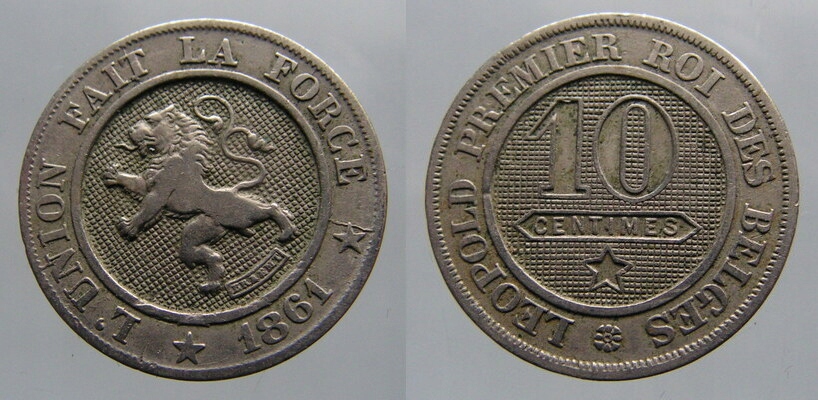 L'UNION FAIT LA FORCE
1861
LEOPOLD PREMIER ROI DES BELGES
10
CENTIMES